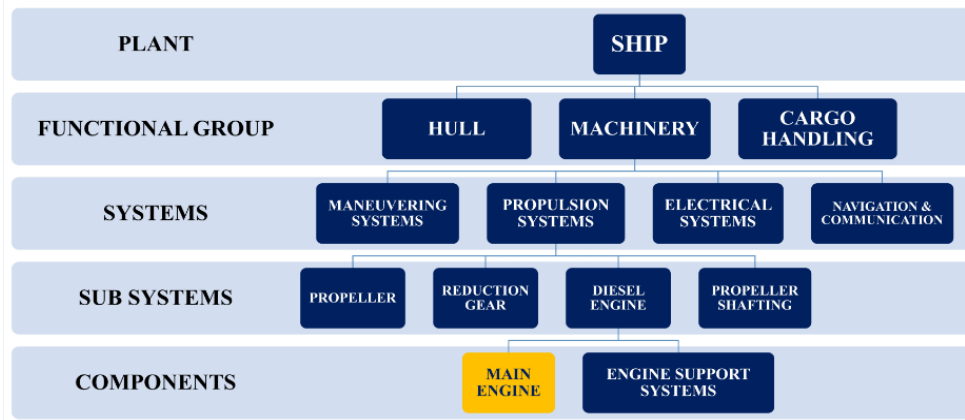 PLANT
SHIP
FUNCTIONAL GROUP
HULL
MACHINERY
CARGO
HANDLING
SYSTEMS
MANEUVERING
SYSTEMS
PROPULSION
SYSTEMS
ELECTRICAL
SYSTEMS
NAVIGATION &
COMMUNICATION
SUB SYSTEMS
PROPELLER
REDUCTION
GEAR
DIESEL
ENGINE
PROPELLER
SHAFTING
COMPONENTS
MAIN
ENGINE
ENGINE SUPPORT
SYSTEMS